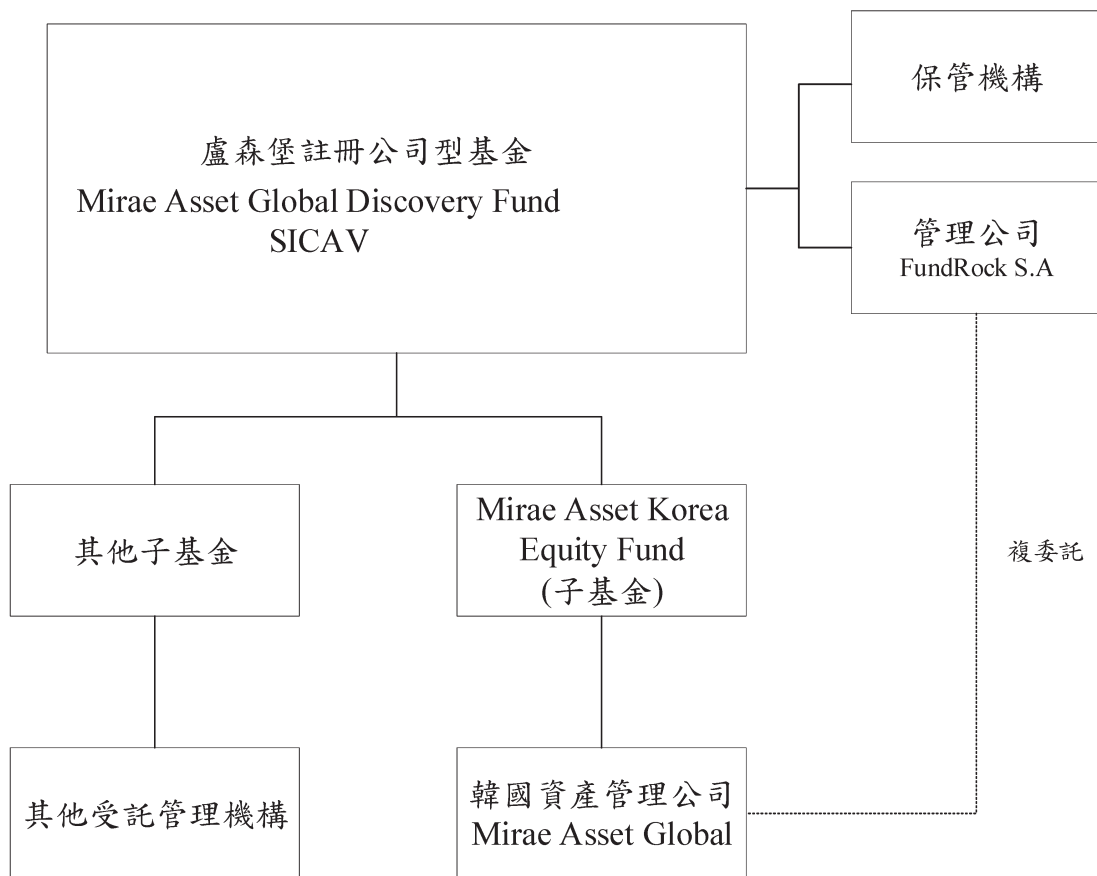 盧森堡註冊公司型基金
Mirae Asset Global Discovery Fund
SICAV
保管機構
管理公司
FundRock S.A
其他子基金
Mirae Asset Korea
Equity Fund
(子基金)
複委託
其他受託管理機構
韓國資產管理公司
Mirae Asset Global